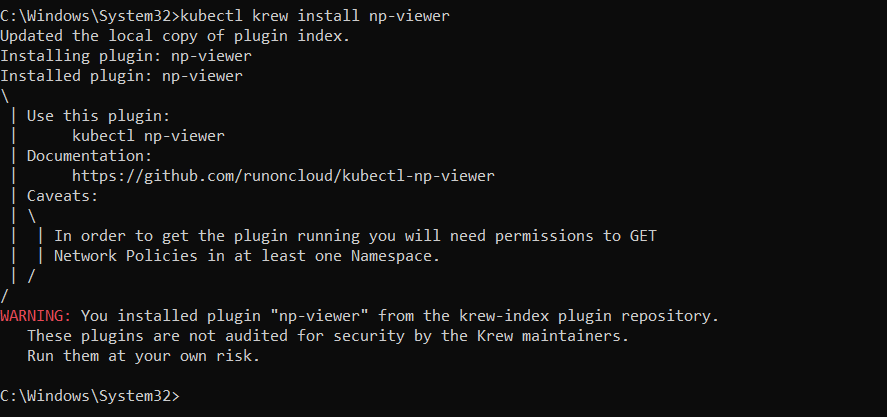 C:\Windows\System32>kubectl krew install np-viewer
Updated the local copy of plugin index.
Installing plugin: np-viewer
Installed plugin: np-viewer
\
 | Use this plugin:
 |      kubectl np-viewer
 | Documentation:
 |      https://github.com/runoncloud/kubectl-np-viewer
 | Caveats:
 | \
 |  | In order to get the plugin running you will need permissions to GET
 |  | Network Policies in at least one Namespace.
 | /
/
WARNING: You installed plugin "np-viewer" from the krew-index plugin repository.
   These plugins are not audited for security by the Krew maintainers.
   Run them at your own risk.
C:\Windows\System32>